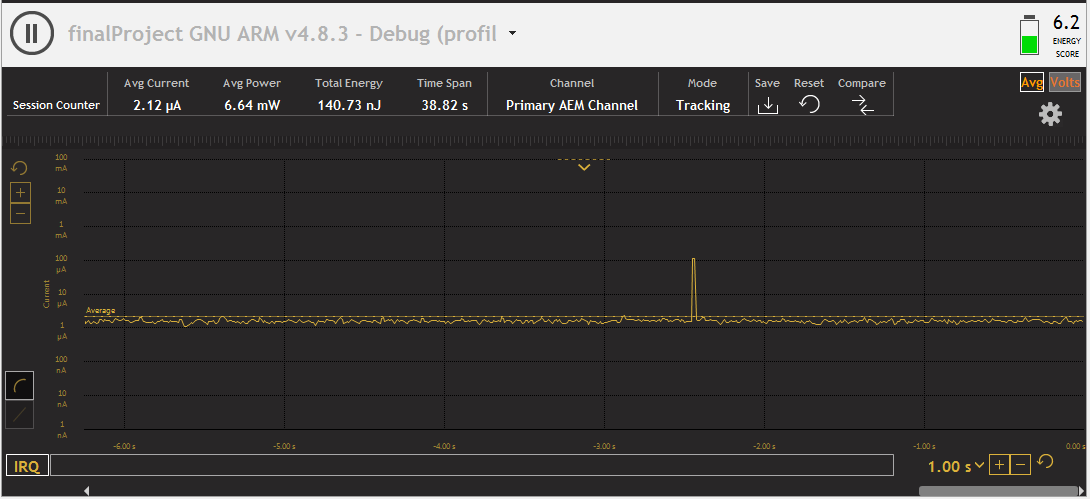 finalProject GNU ARM v4.8.3 - Debug (profil
6.2
ENERGY
SCORE
Session Counter
Avg Current
2.12 µA
Avg Power
6.64 mW
Total Energy
140.73 nJ
Time Span
38.82 s
Channel
Primary AEM Channel
Mode
Tracking
Save
Reset
Compare
Avg
Volts
100
mA
10
mA
1
mA
100
µA
10
µA
1
µA
100
nA
10
nA
1
nA
Current
Average
-6.00 s
-5.00 s
-4.00 s
-3.00 s
-2.00 s
-1.00 s
0.00 s
IRQ
1.00 s